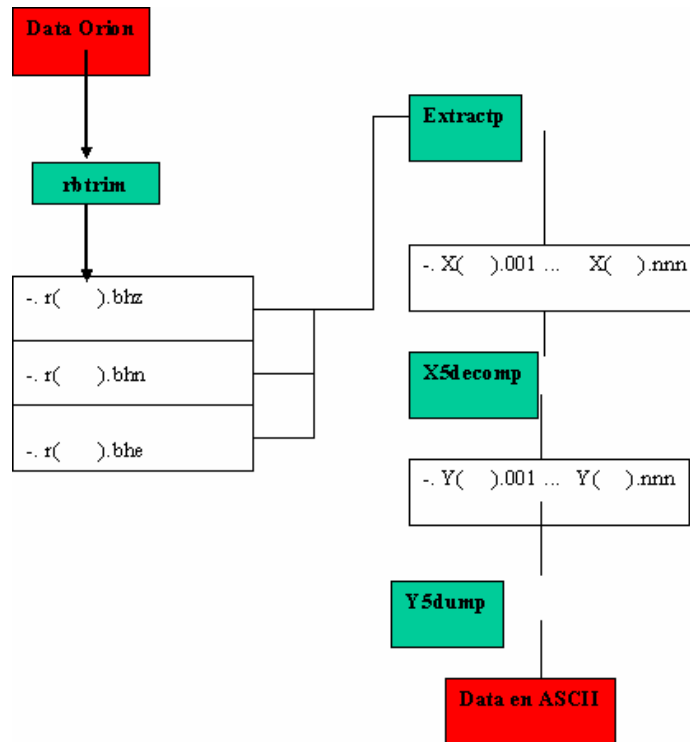 Data Orion
rbtrim
-. r( ).bhz
-. r( ).bhn
-. r( ).bhe
Extractp
-. X( ).001 ... X( ).nnn
X5decomp
-. Y( ).001 ... Y( ).nnn
Y5dump
Data en ASCII